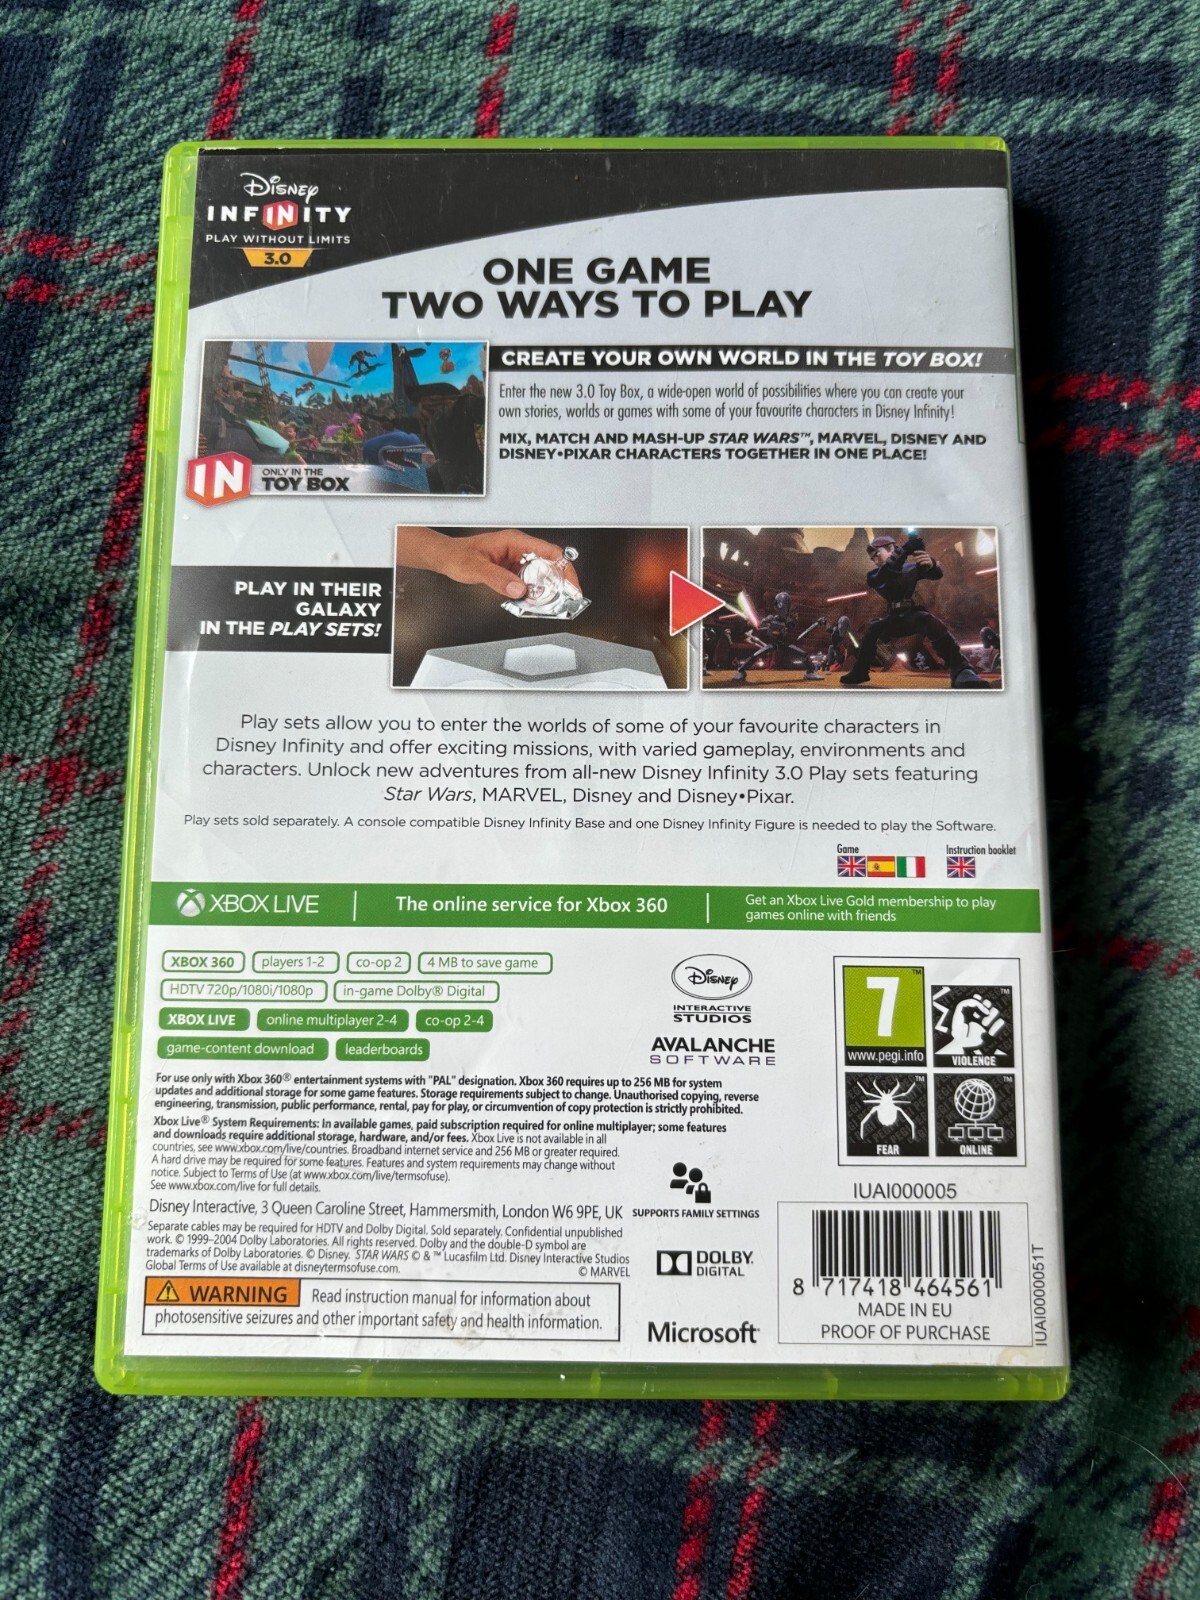 Disney
INFINITY
PLAY WITHOUT LIMITS
3.0
ONE GAME
TWO WAYS TO PLAY
CREATE YOUR OWN WORLD IN THE TOY BOX!
Enter the new 3.0 Toy Box, a wide-open world of possibilities where you can create your
own stories, worlds or games with some of your favourite characters in Disney Infinity!
MIX, MATCH AND MASH-UP STAR WARS™, MARVEL, DISNEY AND
DISNEY•PIXAR CHARACTERS TOGETHER IN ONE PLACE!
IN
ONLY IN THE
TOY BOX
PLAY IN THEIR
GALAXY
IN THE PLAY SETS!
Play sets allow you to enter the worlds of some of your favourite characters in
Disney Infinity and offer exciting missions, with varied gameplay, environments and
characters. Unlock new adventures from all-new Disney Infinity 3.0 Play sets featuring
Star Wars, MARVEL, Disney and Disney•Pixar.
Play sets sold separately. A console compatible Disney Infinity Base and one Disney Infinity Figure is needed to play the Software.
Game
Instruction booklet
XBOX LIVE
The online service for Xbox 360
Get an Xbox Live Gold membership to play
games online with friends
XBOX 360 players 1-2 co-op 2 4 MB to save game
HDTV 720p/1080i/1080p in-game Dolby® Digital
XBOX LIVE online multiplayer 2-4 co-op 2-4
game-content download leaderboards
Disney
INTERACTIVE
STUDIOS
AVALANCHE
SOFTWARE
7
™
www.pegi.info
™
VIOLENCE
™
FEAR
™
ONLINE
For use only with Xbox 360® entertainment systems with "PAL" designation. Xbox 360 requires up to 256 MB for system
updates and additional storage for some game features. Storage requirements subject to change. Unauthorised copying, reverse
engineering, transmission, public performance, rental, pay for play, or circumvention of copy protection is strictly prohibited.
Xbox Live® System Requirements: In available games, paid subscription required for online multiplayer; some features
and downloads require additional storage, hardware, and/or fees. Xbox Live is not available in all
countries, see www.xbox.com/live/countries. Broadband internet service and 256 MB or greater required.
A hard drive may be required for some features. Features and system requirements may change without
notice. Subject to Terms of Use (at www.xbox.com/live/termsofuse).
See www.xbox.com/live for full details.
Disney Interactive, 3 Queen Caroline Street, Hammersmith, London W6 9PE, UK
Separate cables may be required for HDTV and Dolby Digital. Sold separately. Confidential unpublished
work. © 1999-2004 Dolby Laboratories. All rights reserved. Dolby and the double-D symbol are
trademarks of Dolby Laboratories. © Disney. STAR WARS © & ™ Lucasfilm Ltd. Disney Interactive Studios
Global Terms of Use available at disneytermsofuse.com.
© MARVEL
SUPPORTS FAMILY SETTINGS
DOLBY
DIGITAL
WARNING Read instruction manual for information about
photosensitive seizures and other important safety and health information.
Microsoft
IUAI000005
8 717418 464561
MADE IN EU
PROOF OF PURCHASE
IUAI0000051T